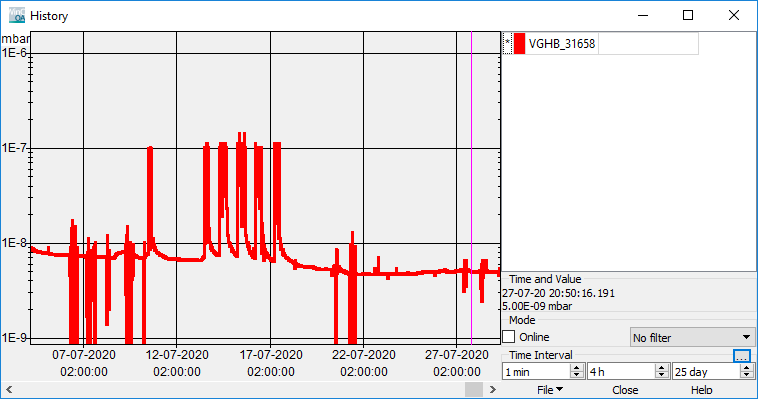 History
mbar
1E-6
1E-7
1E-8
1E-9
07-07-2020 12-07-2020 17-07-2020 22-07-2020 27-07-2020
02:00:00 02:00:00 02:00:00 02:00:00 02:00:00
* VGHB_31658
Time and Value
27-07-20 20:50:16.191
5.00E-09 mbar
Mode
Online No filter
Time Interval ...
1 min 4 h 25 day
File Close Help